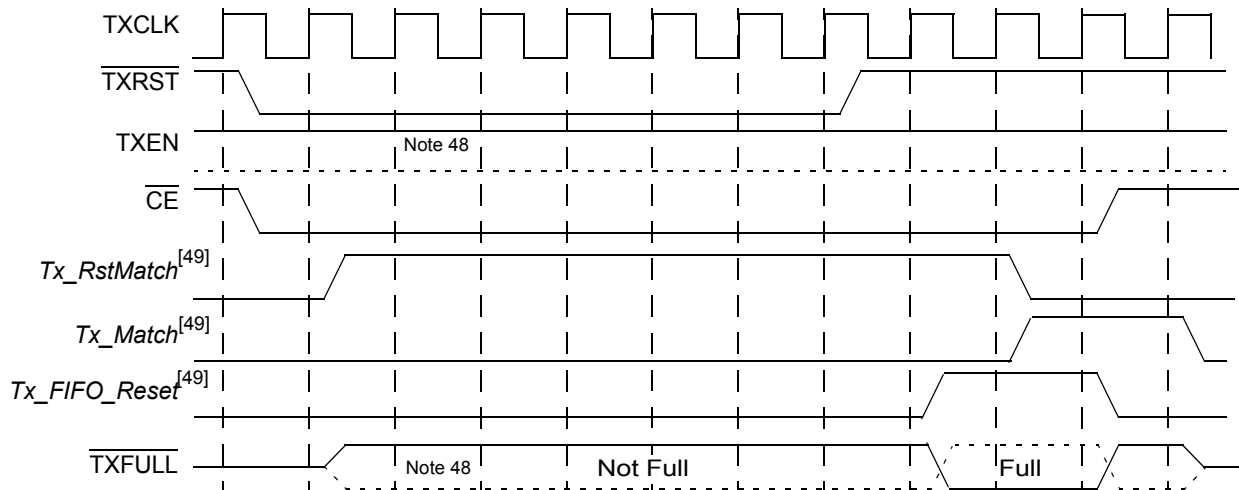 TXCLK
TXRST
TXEN Note 48
CE
Tx_RstMatch[49]
Tx_Match[49]
Tx_FIFO_Reset[49]
TXFULL Note 48 Not Full Full